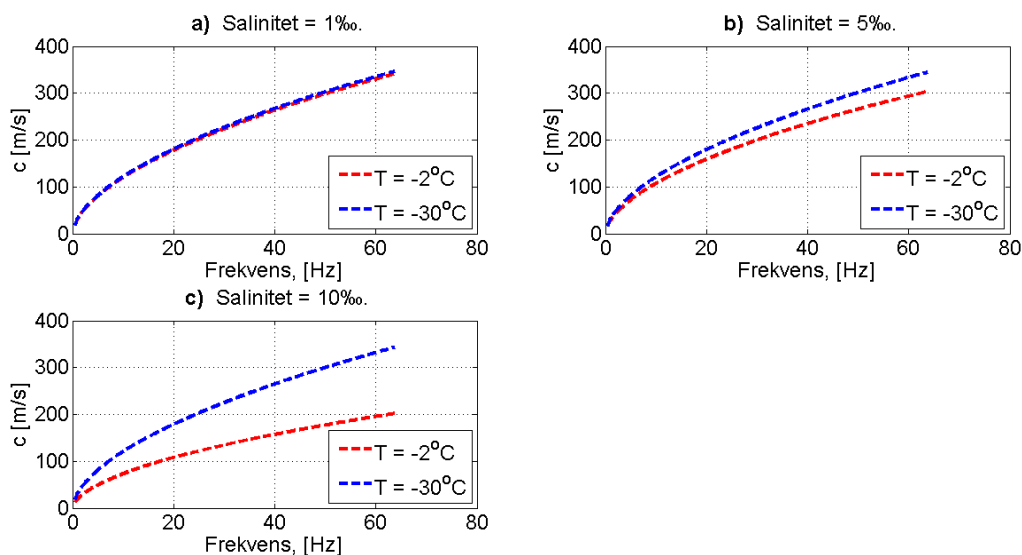 a) Salinitet = 1‰.
400
300
200
100
0
c [m/s]
T = -2°C
T = -30°C
0 20 40 60 80
Frekvens, [Hz]
b) Salinitet = 5‰.
400
300
200
100
0
c [m/s]
T = -2°C
T = -30°C
0 20 40 60 80
Frekvens, [Hz]
c) Salinitet = 10‰.
400
300
200
100
0
c [m/s]
T = -2°C
T = -30°C
0 20 40 60 80
Frekvens, [Hz]